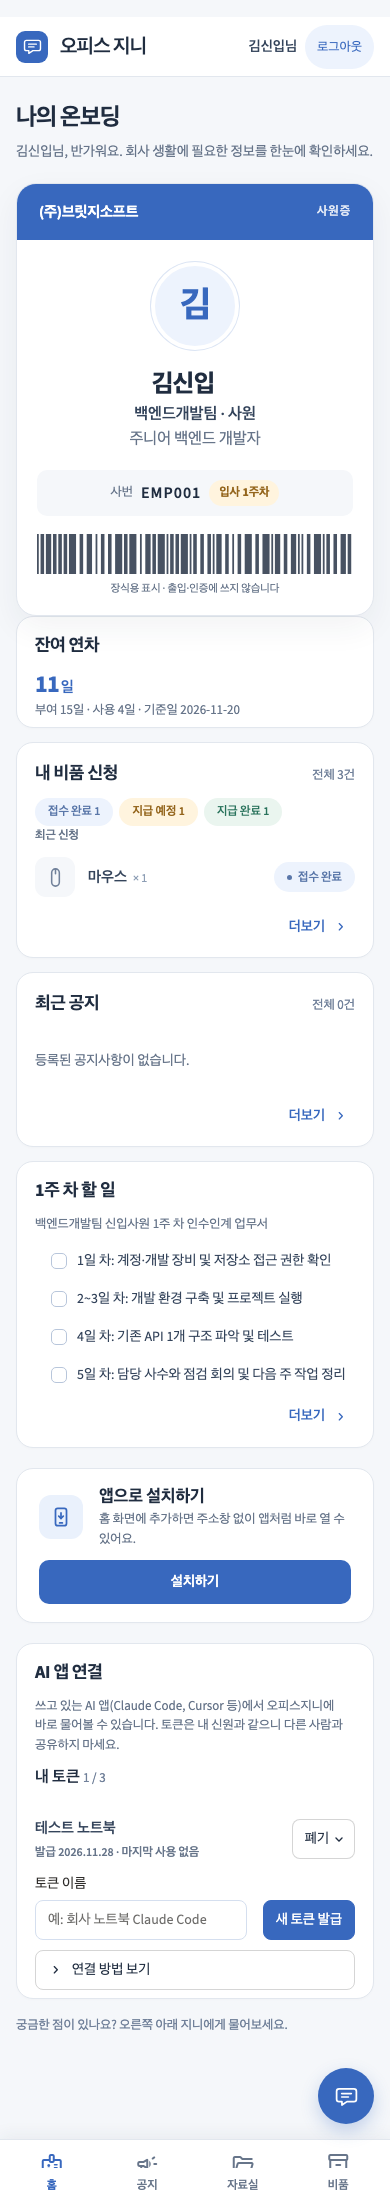 오피스 지니
김신입님 로그아웃
나의 온보딩
김신입님, 반가워요. 회사 생활에 필요한 정보를 한눈에 확인하세요.
(주)브릿지소프트 사원증
김
김신입
백엔드개발팀 · 사원
주니어 백엔드 개발자
사번 EMP001 입사 1주차
장식용 표시 · 출입·인증에 쓰지 않습니다
잔여 연차
11일
부여 15일 · 사용 4일 · 기준일 2026-11-20
내 비품 신청 전체 3건
접수 완료 1 지급 예정 1 지급 완료 1
최근 신청
마우스 × 1 접수 완료
더보기
최근 공지 전체 0건
등록된 공지사항이 없습니다.
더보기
1주 차 할 일
백엔드개발팀 신입사원 1주 차 인수인계 업무서
1일 차: 계정·개발 장비 및 저장소 접근 권한 확인
2~3일 차: 개발 환경 구축 및 프로젝트 실행
4일 차: 기존 API 1개 구조 파악 및 테스트
5일 차: 담당 사수와 점검 회의 및 다음 주 작업 정리
더보기
앱으로 설치하기
홈 화면에 추가하면 주소창 없이 앱처럼 바로 열 수
있어요.
설치하기
AI 앱 연결
쓰고 있는 AI 앱(Claude Code, Cursor 등)에서 오피스지니에
바로 물어볼 수 있습니다. 토큰은 내 신원과 같으니 다른 사람과
공유하지 마세요.
내 토큰 1 / 3
테스트 노트북
발급 2026.11.28 · 마지막 사용 없음
폐기
토큰 이름
예: 회사 노트북 Claude Code 새 토큰 발급
연결 방법 보기
궁금한 점이 있나요? 오른쪽 아래 지니에게 물어보세요.
홈 공지 자료실 비품